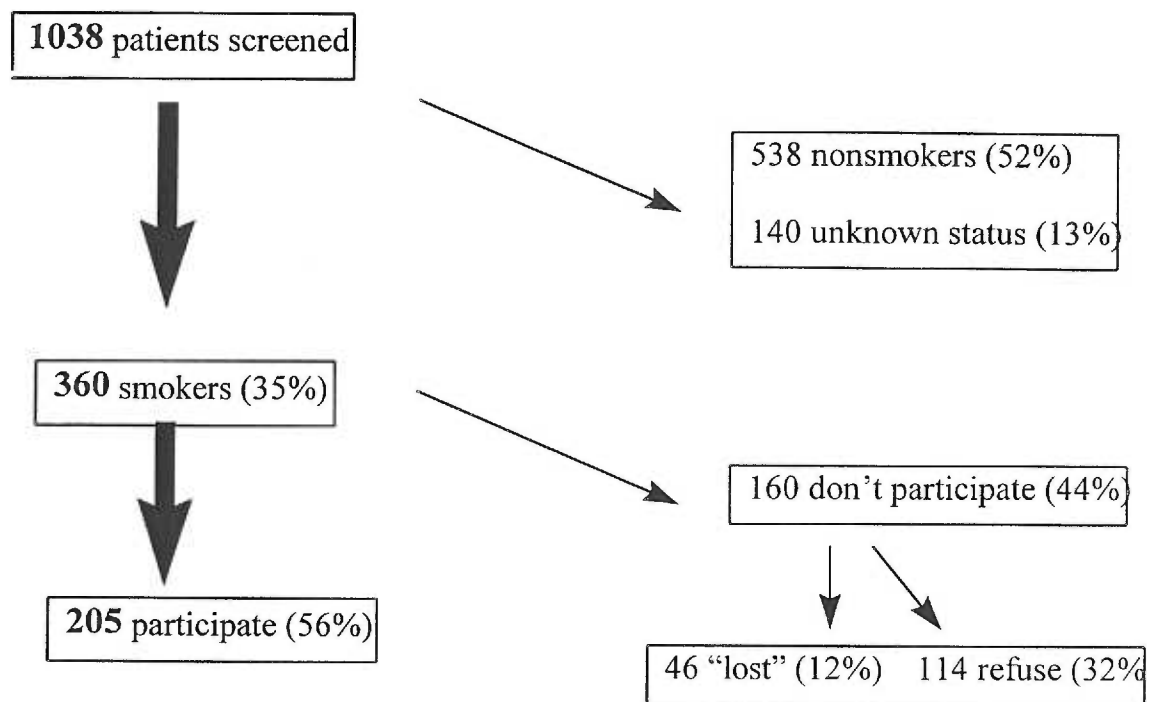 1038 patients screened
538 nonsmokers (52%)
140 unknown status (13%)
360 smokers (35%)
160 don't participate (44%)
205 participate (56%)
46 “lost” (12%) 114 refuse (32%